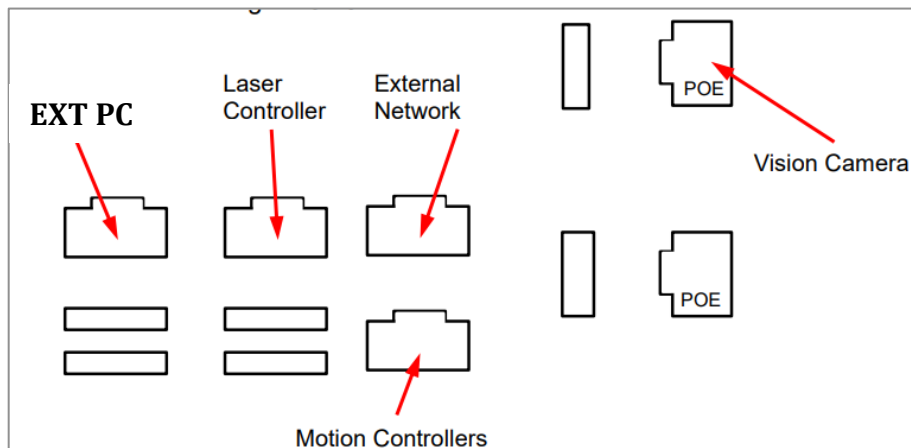 EXT PC
Laser
Controller
External
Network
POE
Vision Camera
POE
Motion Controllers